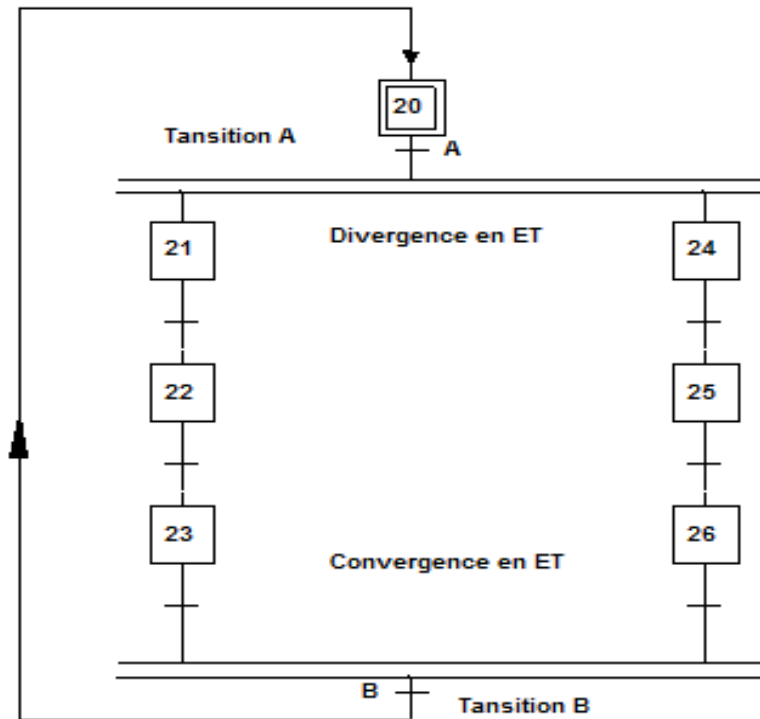 20
Tansition A
A
21
Divergence en ET
24
22
25
23
26
Convergence en ET
B
Tansition B